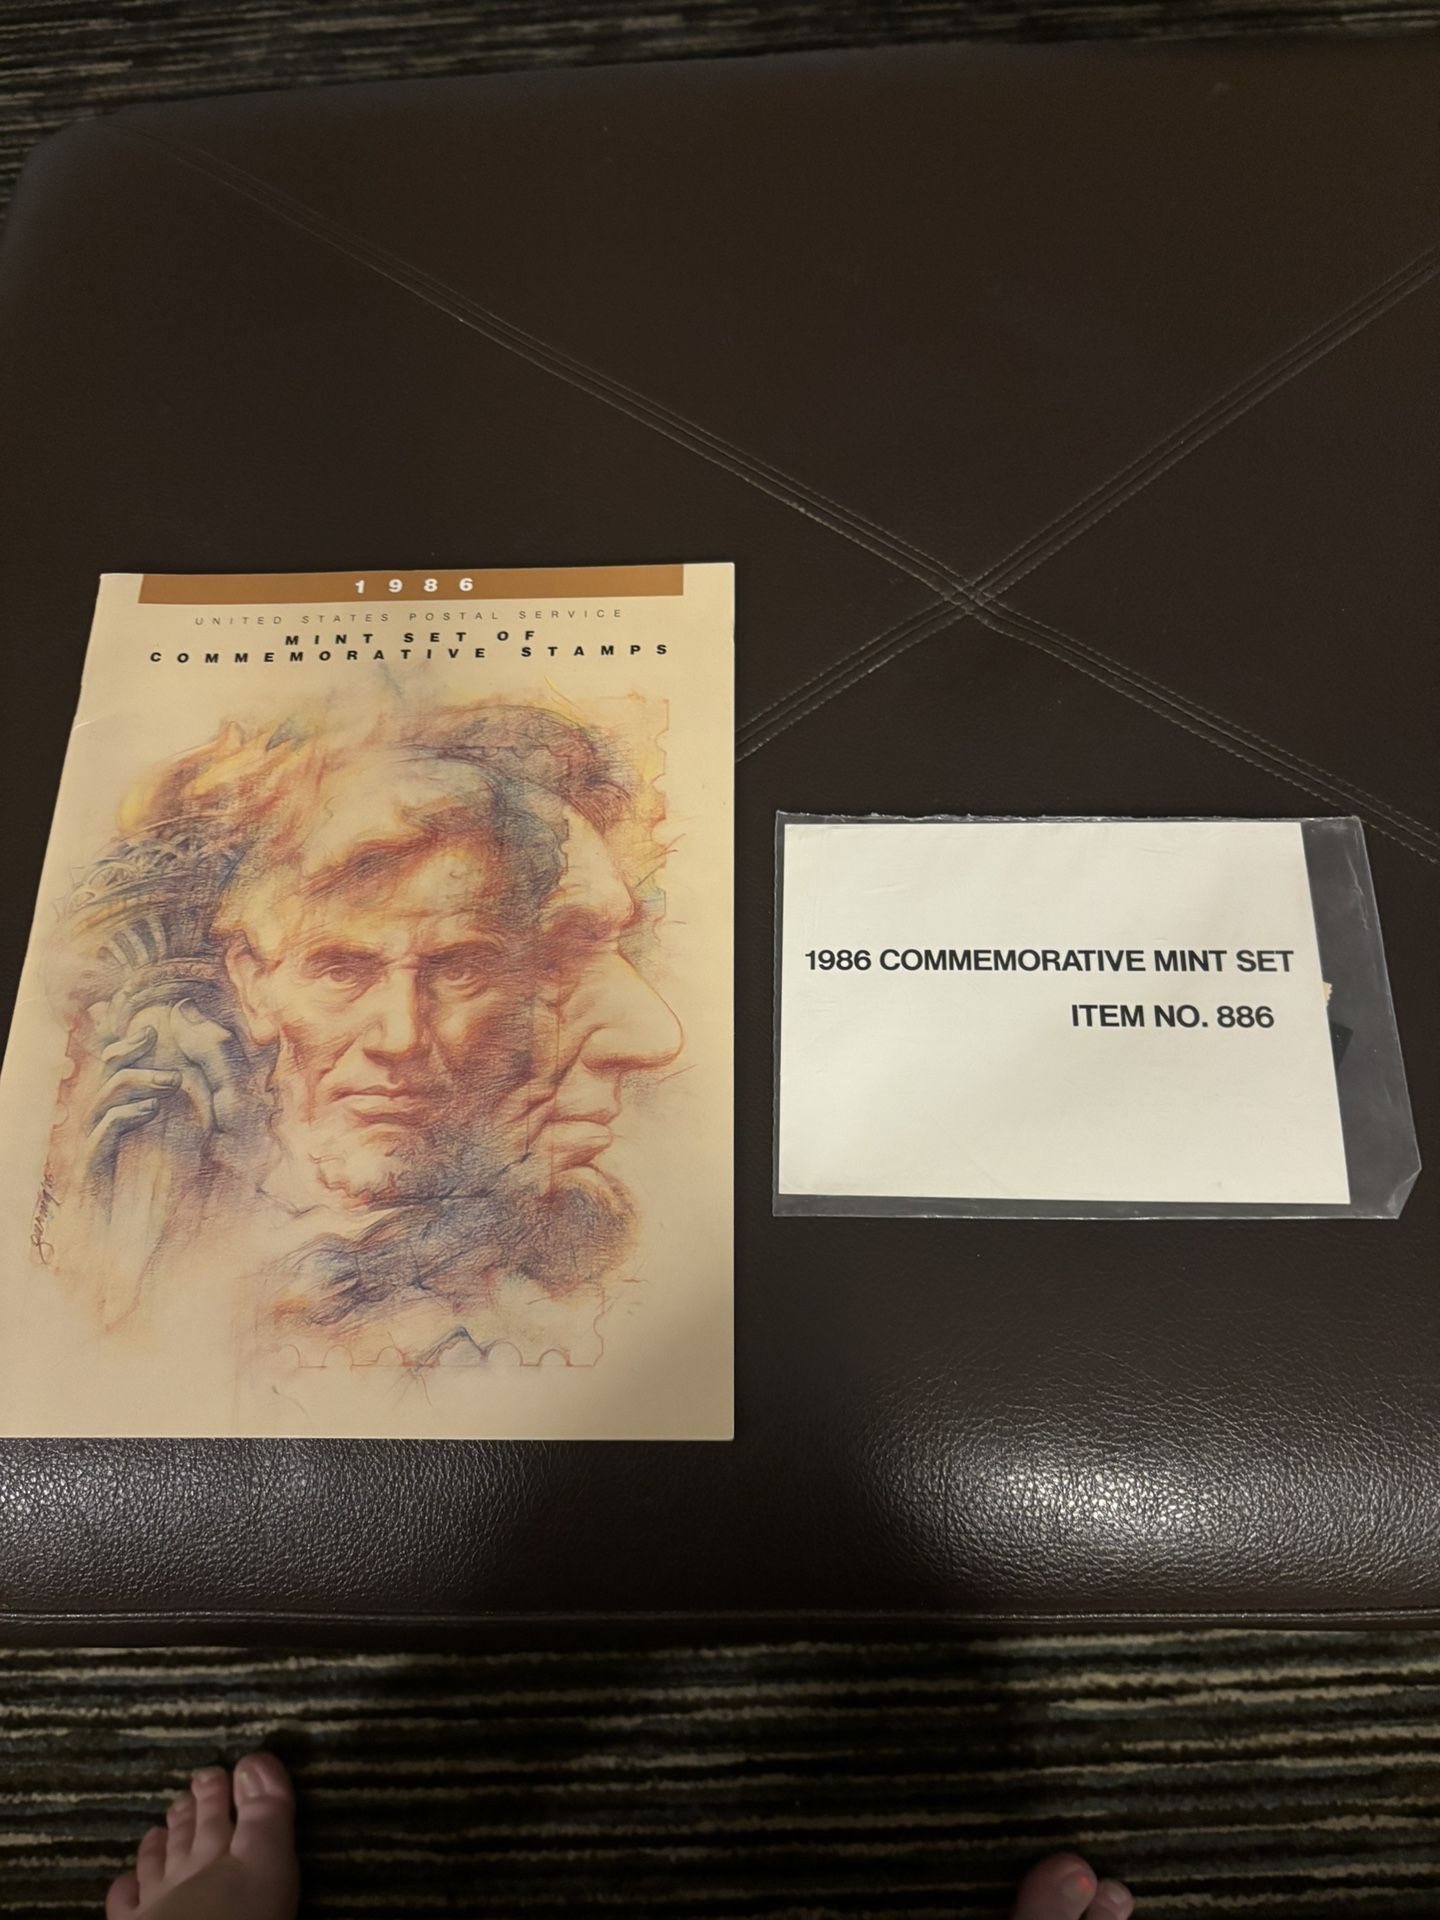 1986
UNITED STATES POSTAL SERVICE
MINT SET OF
COMMEMORATIVE STAMPS
1986 COMMEMORATIVE MINT SET
ITEM NO. 886